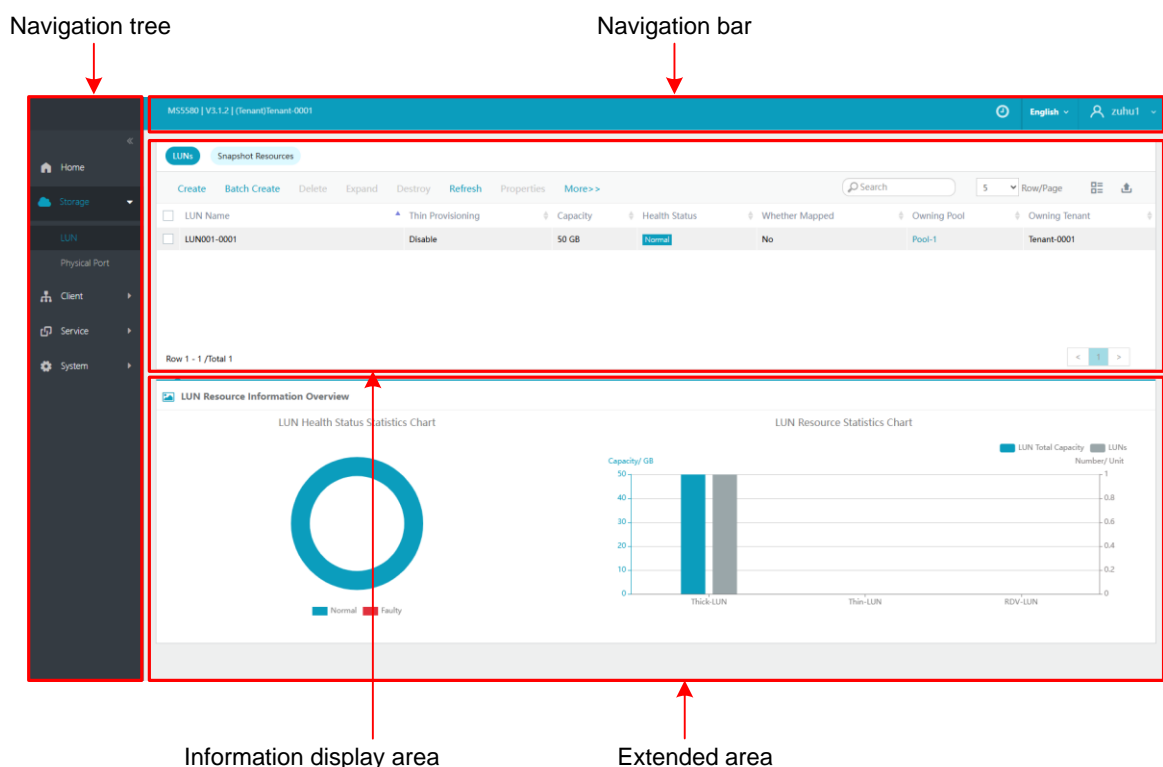 Navigation tree
Navigation bar
MS5580 | V3.1.2 | (Tenant)Tenant-0001
English
zuhu1
Home
Storage
LUN
Physical Port
Client
Service
System
LUNs
Snapshot Resources
Create Batch Create Delete Expand Destroy Refresh Properties More>>
Search
5 Row/Page
LUN Name Thin Provisioning Capacity Health Status Whether Mapped Owning Pool Owning Tenant
LUN001-0001 Disable 50 GB Normal No Pool-1 Tenant-0001
Row 1 - 1 /Total 1
< 1 >
LUN Resource Information Overview
LUN Health Status Statistics Chart
Normal Faulty
LUN Resource Statistics Chart
LUN Total Capacity LUNs
Capacity/ GB Number/ Unit
50 1
40 0.8
30 0.6
20 0.4
10 0.2
0 0
Thick-LUN Thin-LUN RDV-LUN
Information display area
Extended area